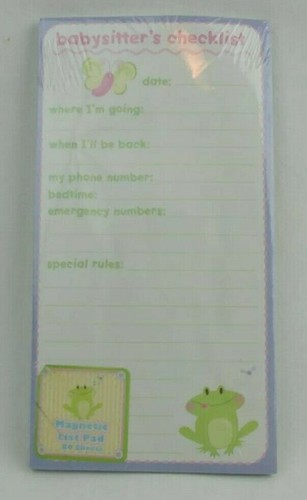 babysitter's checklist
date:
where I'm going:
when I'll be back:
my phone number:
bedtime:
emergency numbers:
special rules:
Magnetic
List Pad